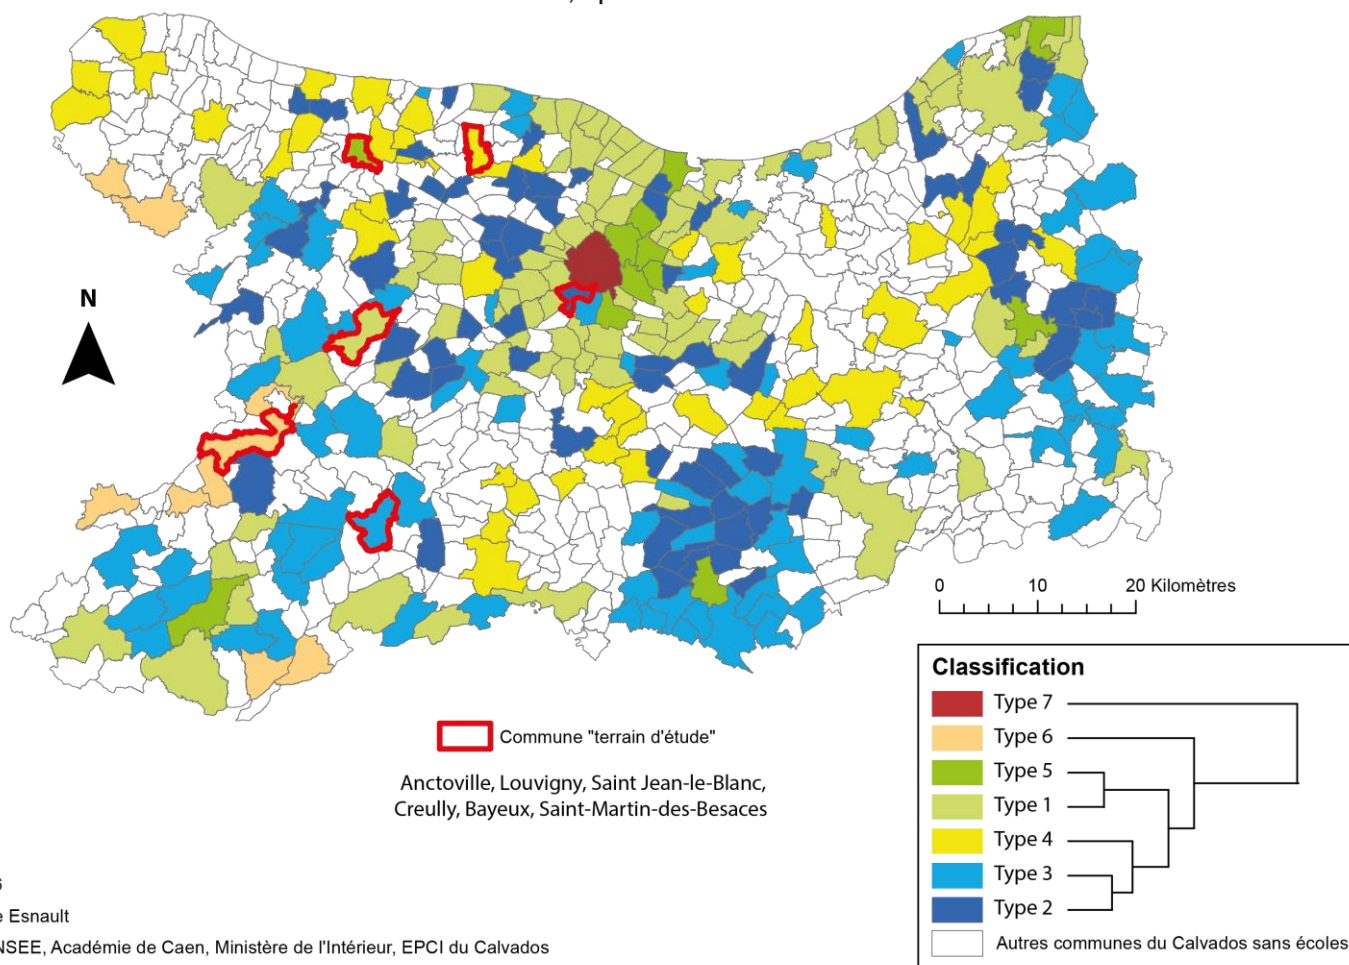 N
0 10 20 Kilomètres
Commune "terrain d'étude"
Anctoville, Louvigny, Saint Jean-le-Blanc,
Creully, Bayeux, Saint-Martin-des-Besaces
Classification
Type 7
Type 6
Type 5
Type 1
Type 4
Type 3
Type 2
Autres communes du Calvados sans écoles
Esnault
Académie de Caen, Ministère de l'Intérieur, EPCI du Calvados